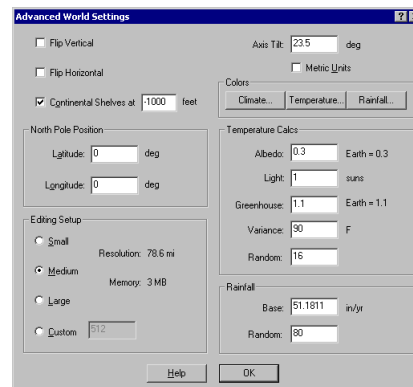 Advanced World Settings
Flip Vertical
Flip Horizontal
Continental Shelves at -1000 feet
North Pole Position
Latitude: 0 deg
Longitude: 0 deg
Editing Setup
Small
Resolution: 78.6 mi
Medium
Memory: 3 MB
Large
Custom 512
Axis Tilt: 23.5 deg
Metric Units
Colors
Climate... Temperature... Rainfall...
Temperature Calcs
Albedo: 0.3 Earth = 0.3
Light: 1 suns
Greenhouse: 1.1 Earth = 1.1
Variance: 90 F
Random: 16
Rainfall
Base: 51.1811 in/yr
Random: 80
Help OK